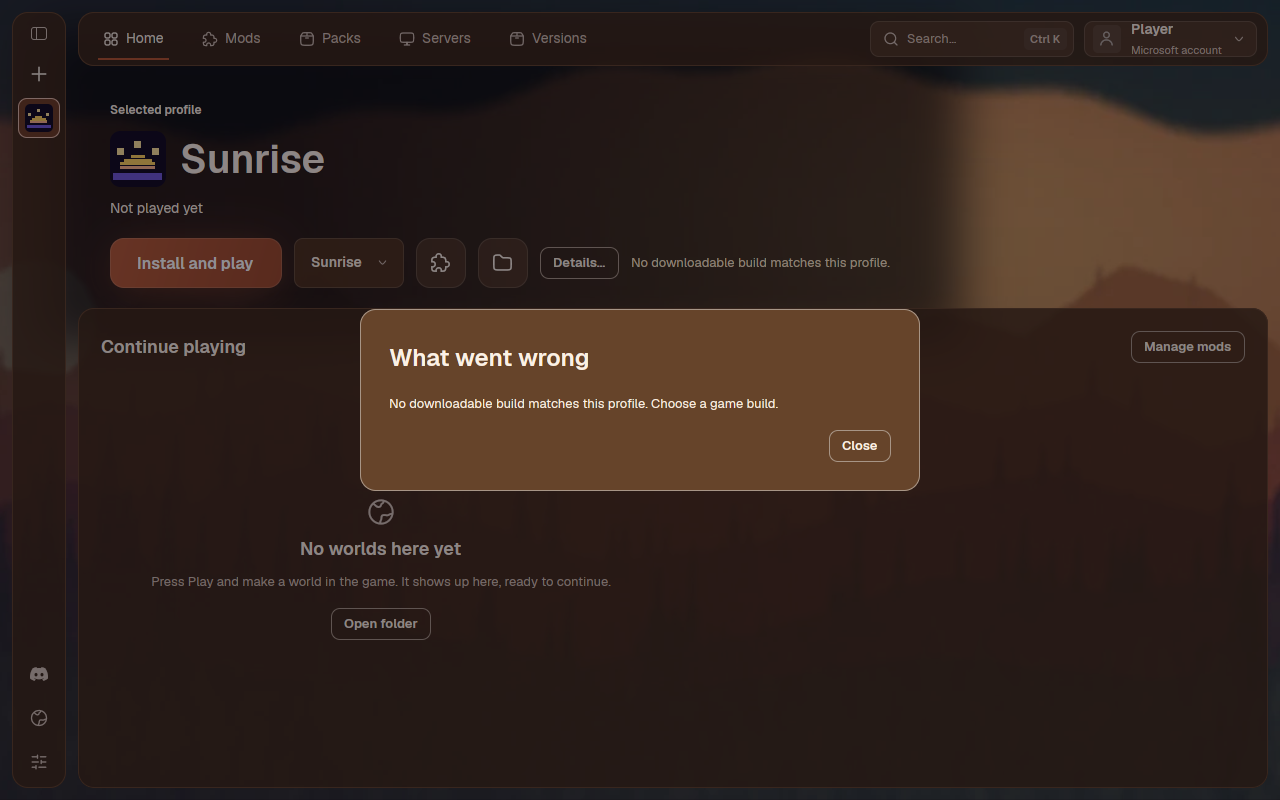 Home
Mods
Packs
Servers
Versions
Search...
Ctrl K
Player
Microsoft account
Selected profile
Sunrise
Not played yet
Install and play
Sunrise
Details...
No downloadable build matches this profile.
Continue playing
Manage mods
What went wrong
No downloadable build matches this profile. Choose a game build.
Close
No worlds here yet
Press Play and make a world in the game. It shows up here, ready to continue.
Open folder